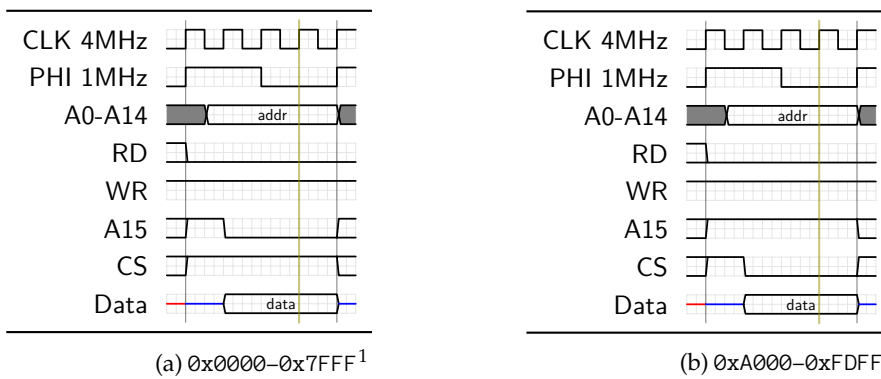 CLK 4MHz
PHI 1MHz
A0-A14
addr
RD
WR
A15
CS
Data
data
(a) 0x0000–0x7FFF¹
CLK 4MHz
PHI 1MHz
A0-A14
addr
RD
WR
A15
CS
Data
data
(b) 0xA000–0xFDFF